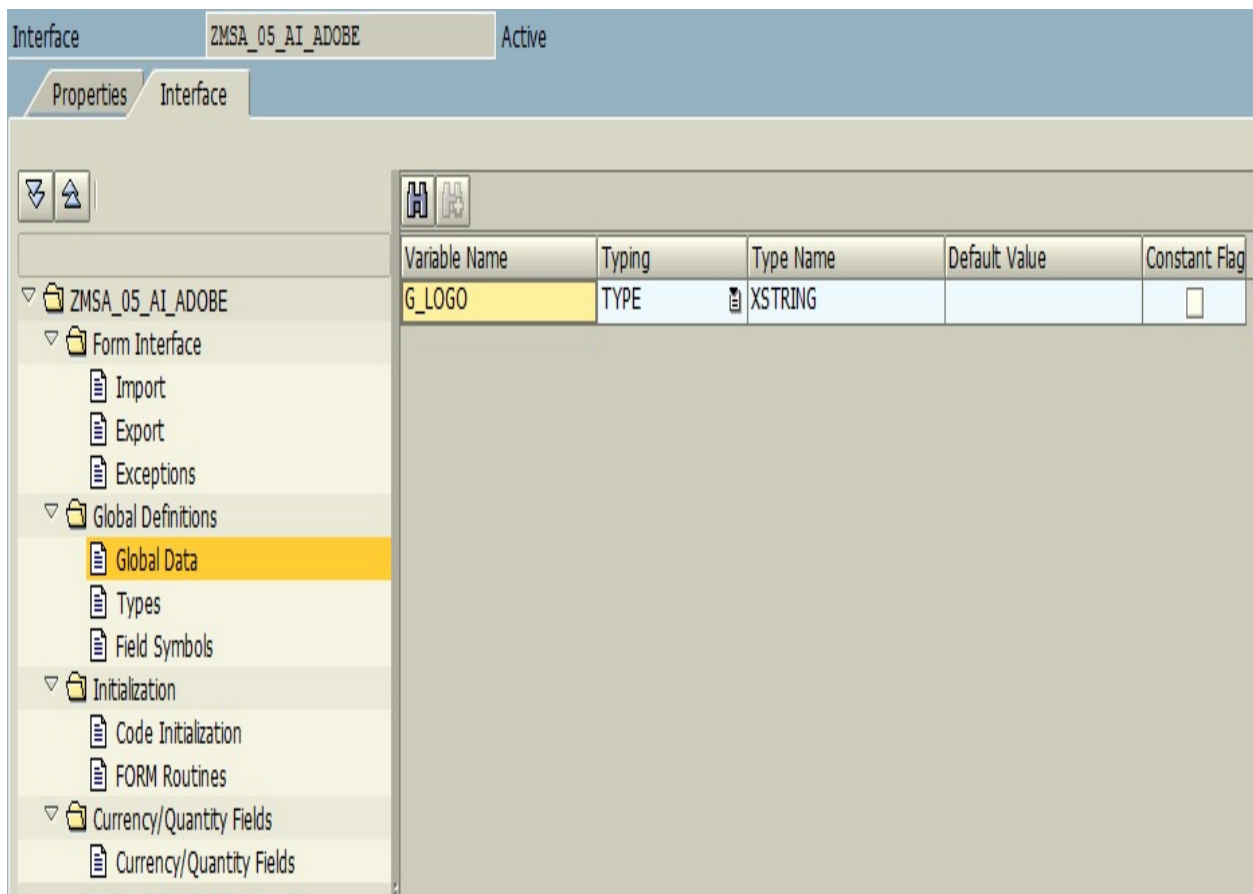 Interface ZMSA_05_AI_ADOBE Active
Properties Interface
Variable Name Typing Type Name Default Value Constant Flag
G_LOGO TYPE XSTRING
ZMSA_05_AI_ADOBE
Form Interface
Import
Export
Exceptions
Global Definitions
Global Data
Types
Field Symbols
Initialization
Code Initialization
FORM Routines
Currency/Quantity Fields
Currency/Quantity Fields